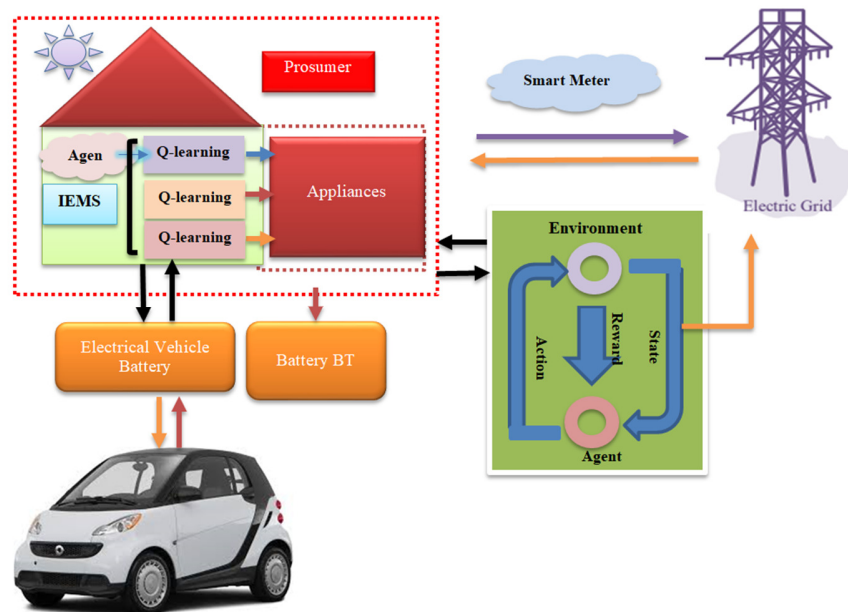 Prosumer
Smart Meter
Agen
Q-learning
IEMS
Q-learning
Q-learning
Appliances
Electric Grid
Environment
Action
Reward
State
Agent
Electrical Vehicle
Battery
Battery BT